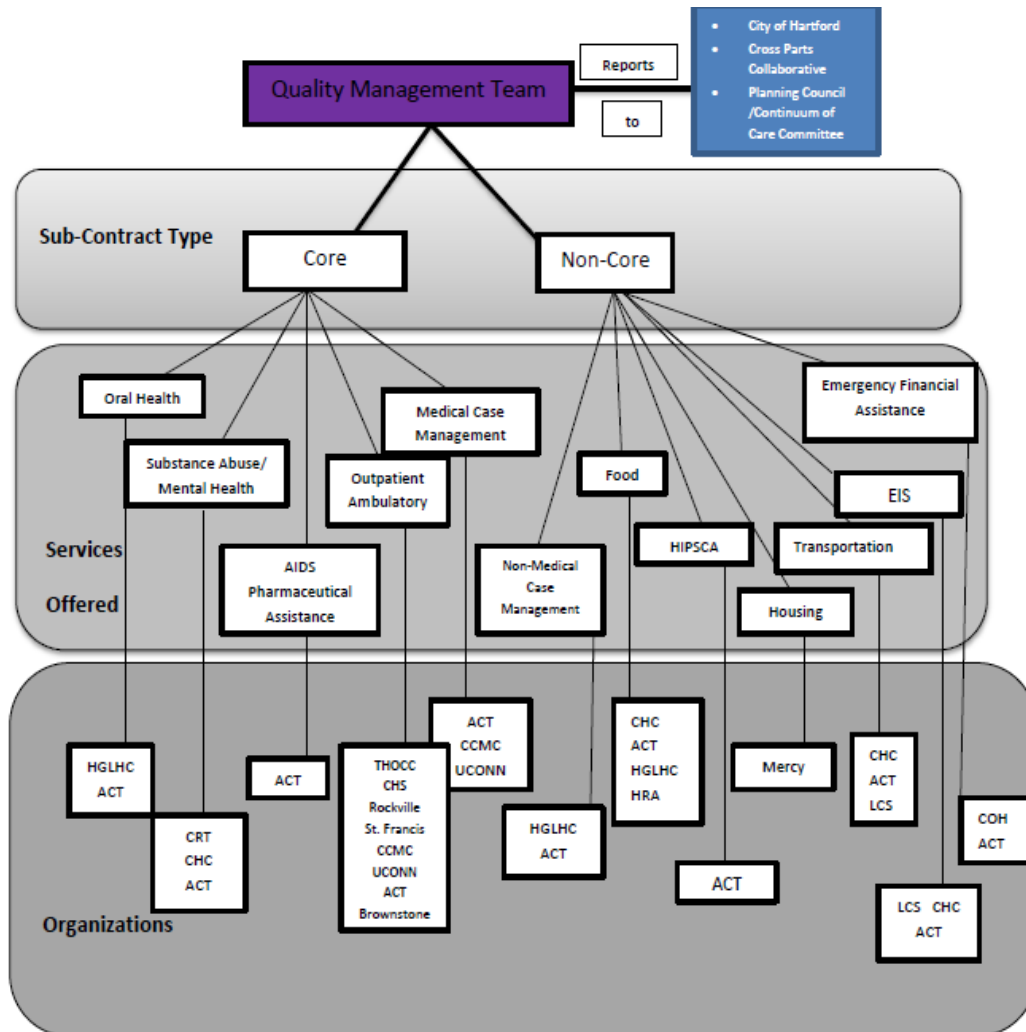 City of Hartford
Cross Parts
Collaborative
Planning Council
/Continuum of
Care Committee
Reports
to
Quality Management Team
Sub-Contract Type
Core
Non-Core
Oral Health
Substance Abuse/
Mental Health
AIDS
Pharmaceutical
Assistance
Outpatient
Ambulatory
Medical Case
Management
Non-Medical
Case
Management
Food
HIPSCA
Housing
Transportation
EIS
Emergency Financial
Assistance
Services
Offered
HGLHC
ACT
CRT
CHC
ACT
ACT
THOCC
CHS
Rockville
St. Francis
CCMC
UCONN
ACT
Brownstone
ACT
CCMC
UCONN
HGLHC
ACT
CHC
ACT
HGLHC
HRA
ACT
Mercy
CHC
ACT
LCS
LCS CHC
ACT
COH
ACT
Organizations